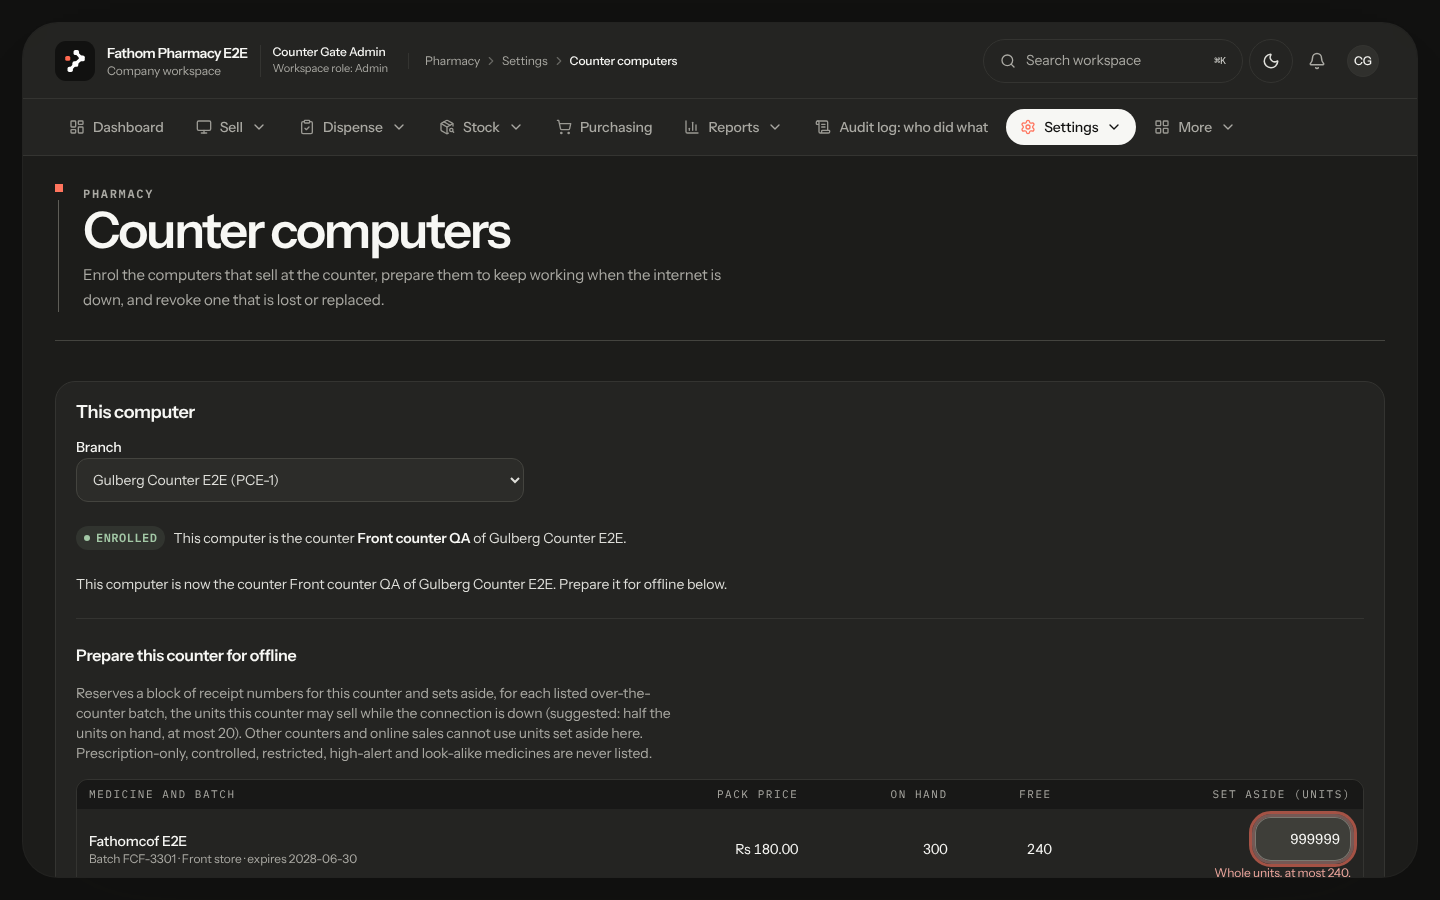 Fathom Pharmacy E2E
Company workspace
Counter Gate Admin
Workspace role: Admin
Pharmacy
Settings
Counter computers
Search workspace
⌘K
CG
Dashboard
Sell
Dispense
Stock
Purchasing
Reports
Audit log: who did what
Settings
More
PHARMACY
Counter computers
Enrol the computers that sell at the counter, prepare them to keep working when the internet is
down, and revoke one that is lost or replaced.
This computer
Branch
Gulberg Counter E2E (PCE-1)
ENROLLED
This computer is the counter Front counter QA of Gulberg Counter E2E.
This computer is now the counter Front counter QA of Gulberg Counter E2E. Prepare it for offline below.
Prepare this counter for offline
Reserves a block of receipt numbers for this counter and sets aside, for each listed over-the-
counter batch, the units this counter may sell while the connection is down (suggested: half the
units on hand, at most 20). Other counters and online sales cannot use units set aside here.
Prescription-only, controlled, restricted, high-alert and look-alike medicines are never listed.
MEDICINE AND BATCH PACK PRICE ON HAND FREE SET ASIDE (UNITS)
Fathomcof E2E
Batch FCF-3301 · Front store · expires 2028-06-30
Rs 180.00 300 240 999999
Whole units, at most 240.